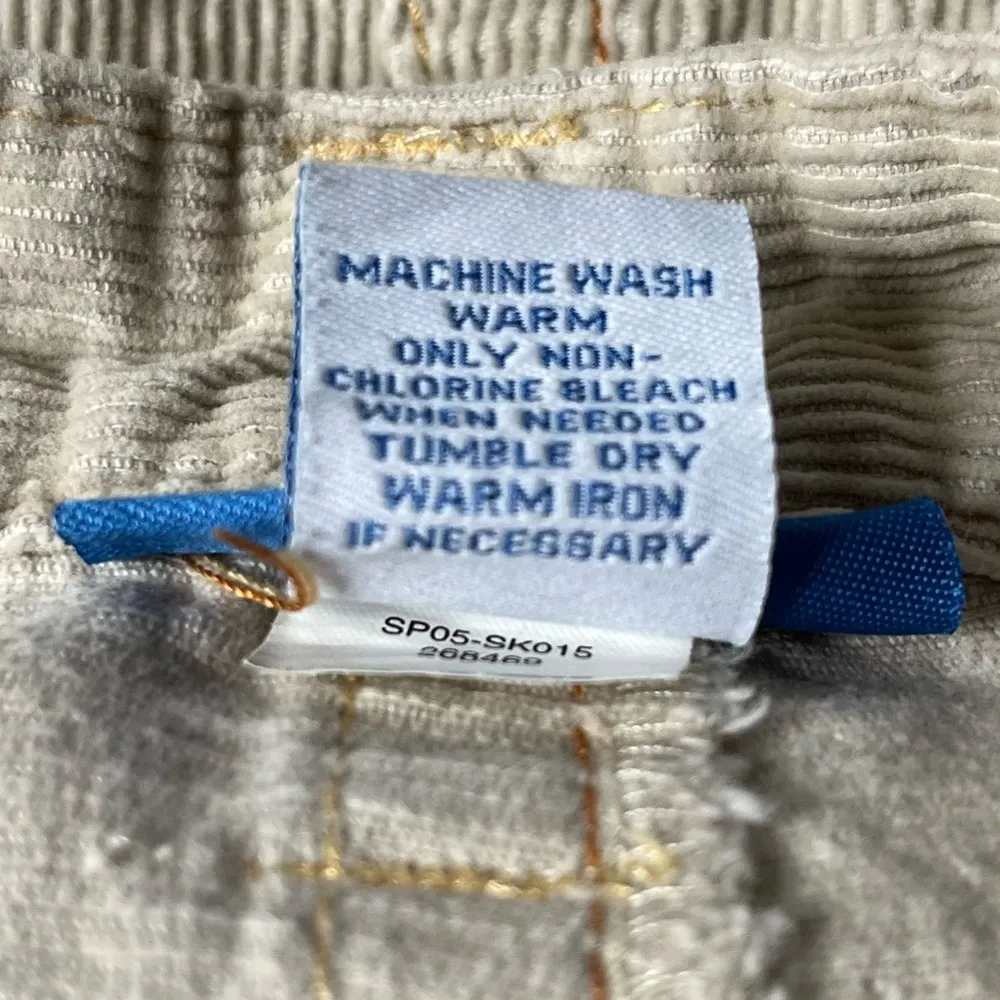 MACHINE WASH
WARM
ONLY NON-
CHLORINE BLEACH
WHEN NEEDED
TUMBLE DRY
WARM IRON
IF NECESSARY
SP05-SK015
268469